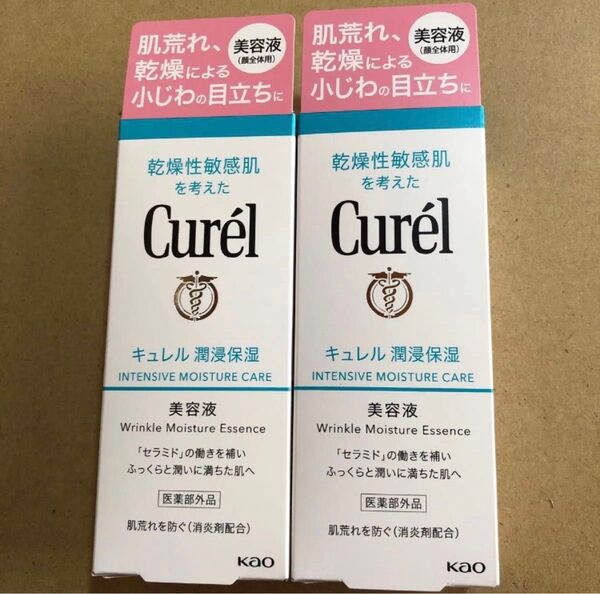 肌荒れ、
乾燥による
小じわの目立ちに
美容液
(顔全体用)
乾燥性敏感肌
を考えた
Curél
キュレル 潤浸保湿
INTENSIVE MOISTURE CARE
美容液
Wrinkle Moisture Essence
「セラミド」の働きを補い
ふっくらと潤いに満ちた肌へ
医薬部外品
肌荒れを防ぐ(消炎剤配合)
Kao
肌荒れ、
乾燥による
小じわの目立ちに
美容液
(顔全体用)
乾燥性敏感肌
を考えた
Curél
キュレル 潤浸保湿
INTENSIVE MOISTURE CARE
美容液
Wrinkle Moisture Essence
「セラミド」の働きを補い
ふっくらと潤いに満ちた肌へ
医薬部外品
肌荒れを防ぐ(消炎剤配合)
Kao